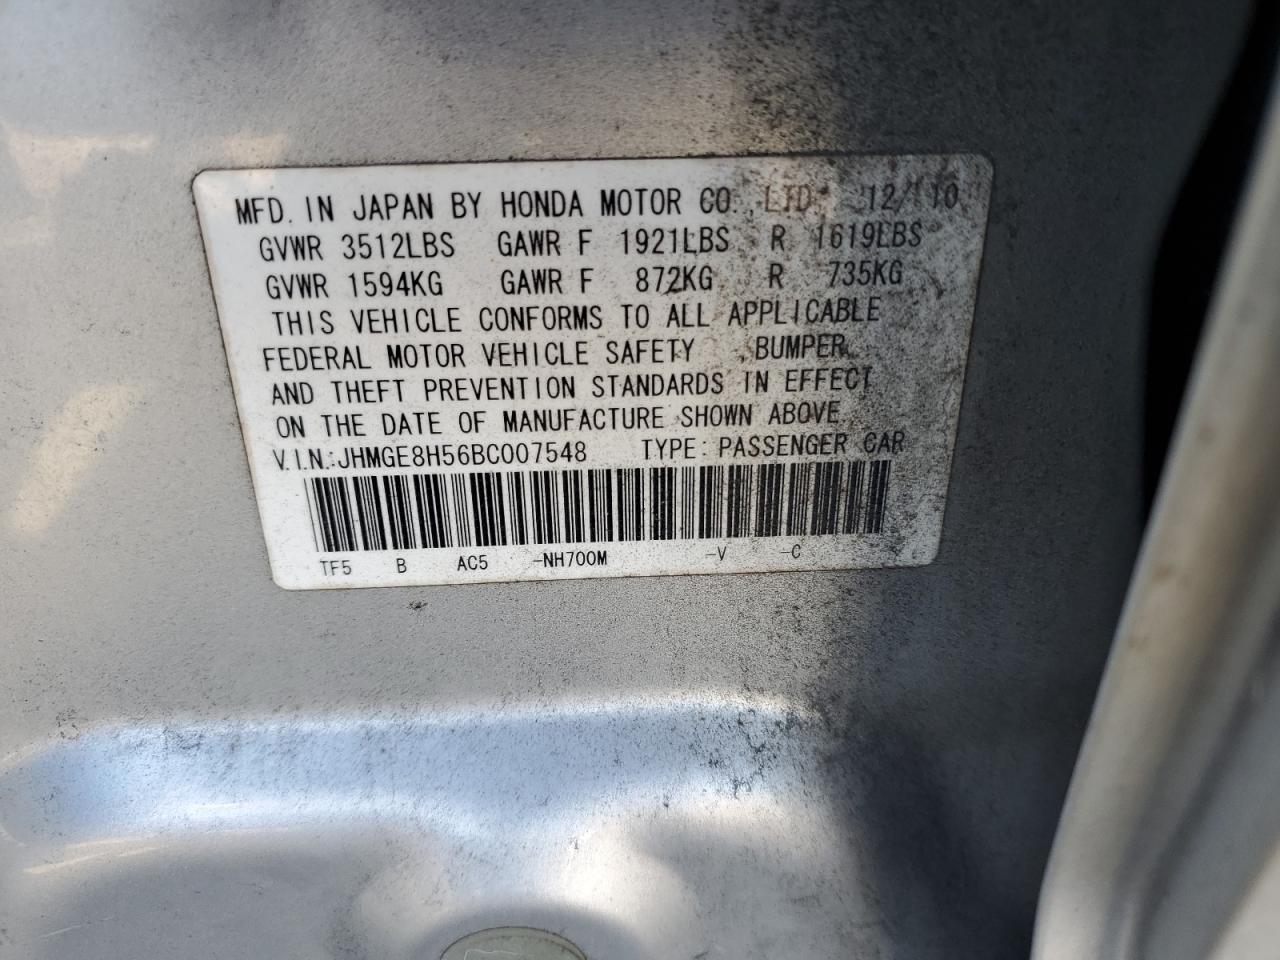 MFD. IN JAPAN BY HONDA MOTOR CO., LTD. 12/10
GVWR 3512LBS GAWR F 1921LBS R 1619LBS
GVWR 1594KG GAWR F 872KG R 735KG
THIS VEHICLE CONFORMS TO ALL APPLICABLE
FEDERAL MOTOR VEHICLE SAFETY , BUMPER,
AND THEFT PREVENTION STANDARDS IN EFFECT
ON THE DATE OF MANUFACTURE SHOWN ABOVE.
V.I.N.:JHMGE8H56BC007548 TYPE:PASSENGER CAR
TF5 B AC5 -NH700M -V -C